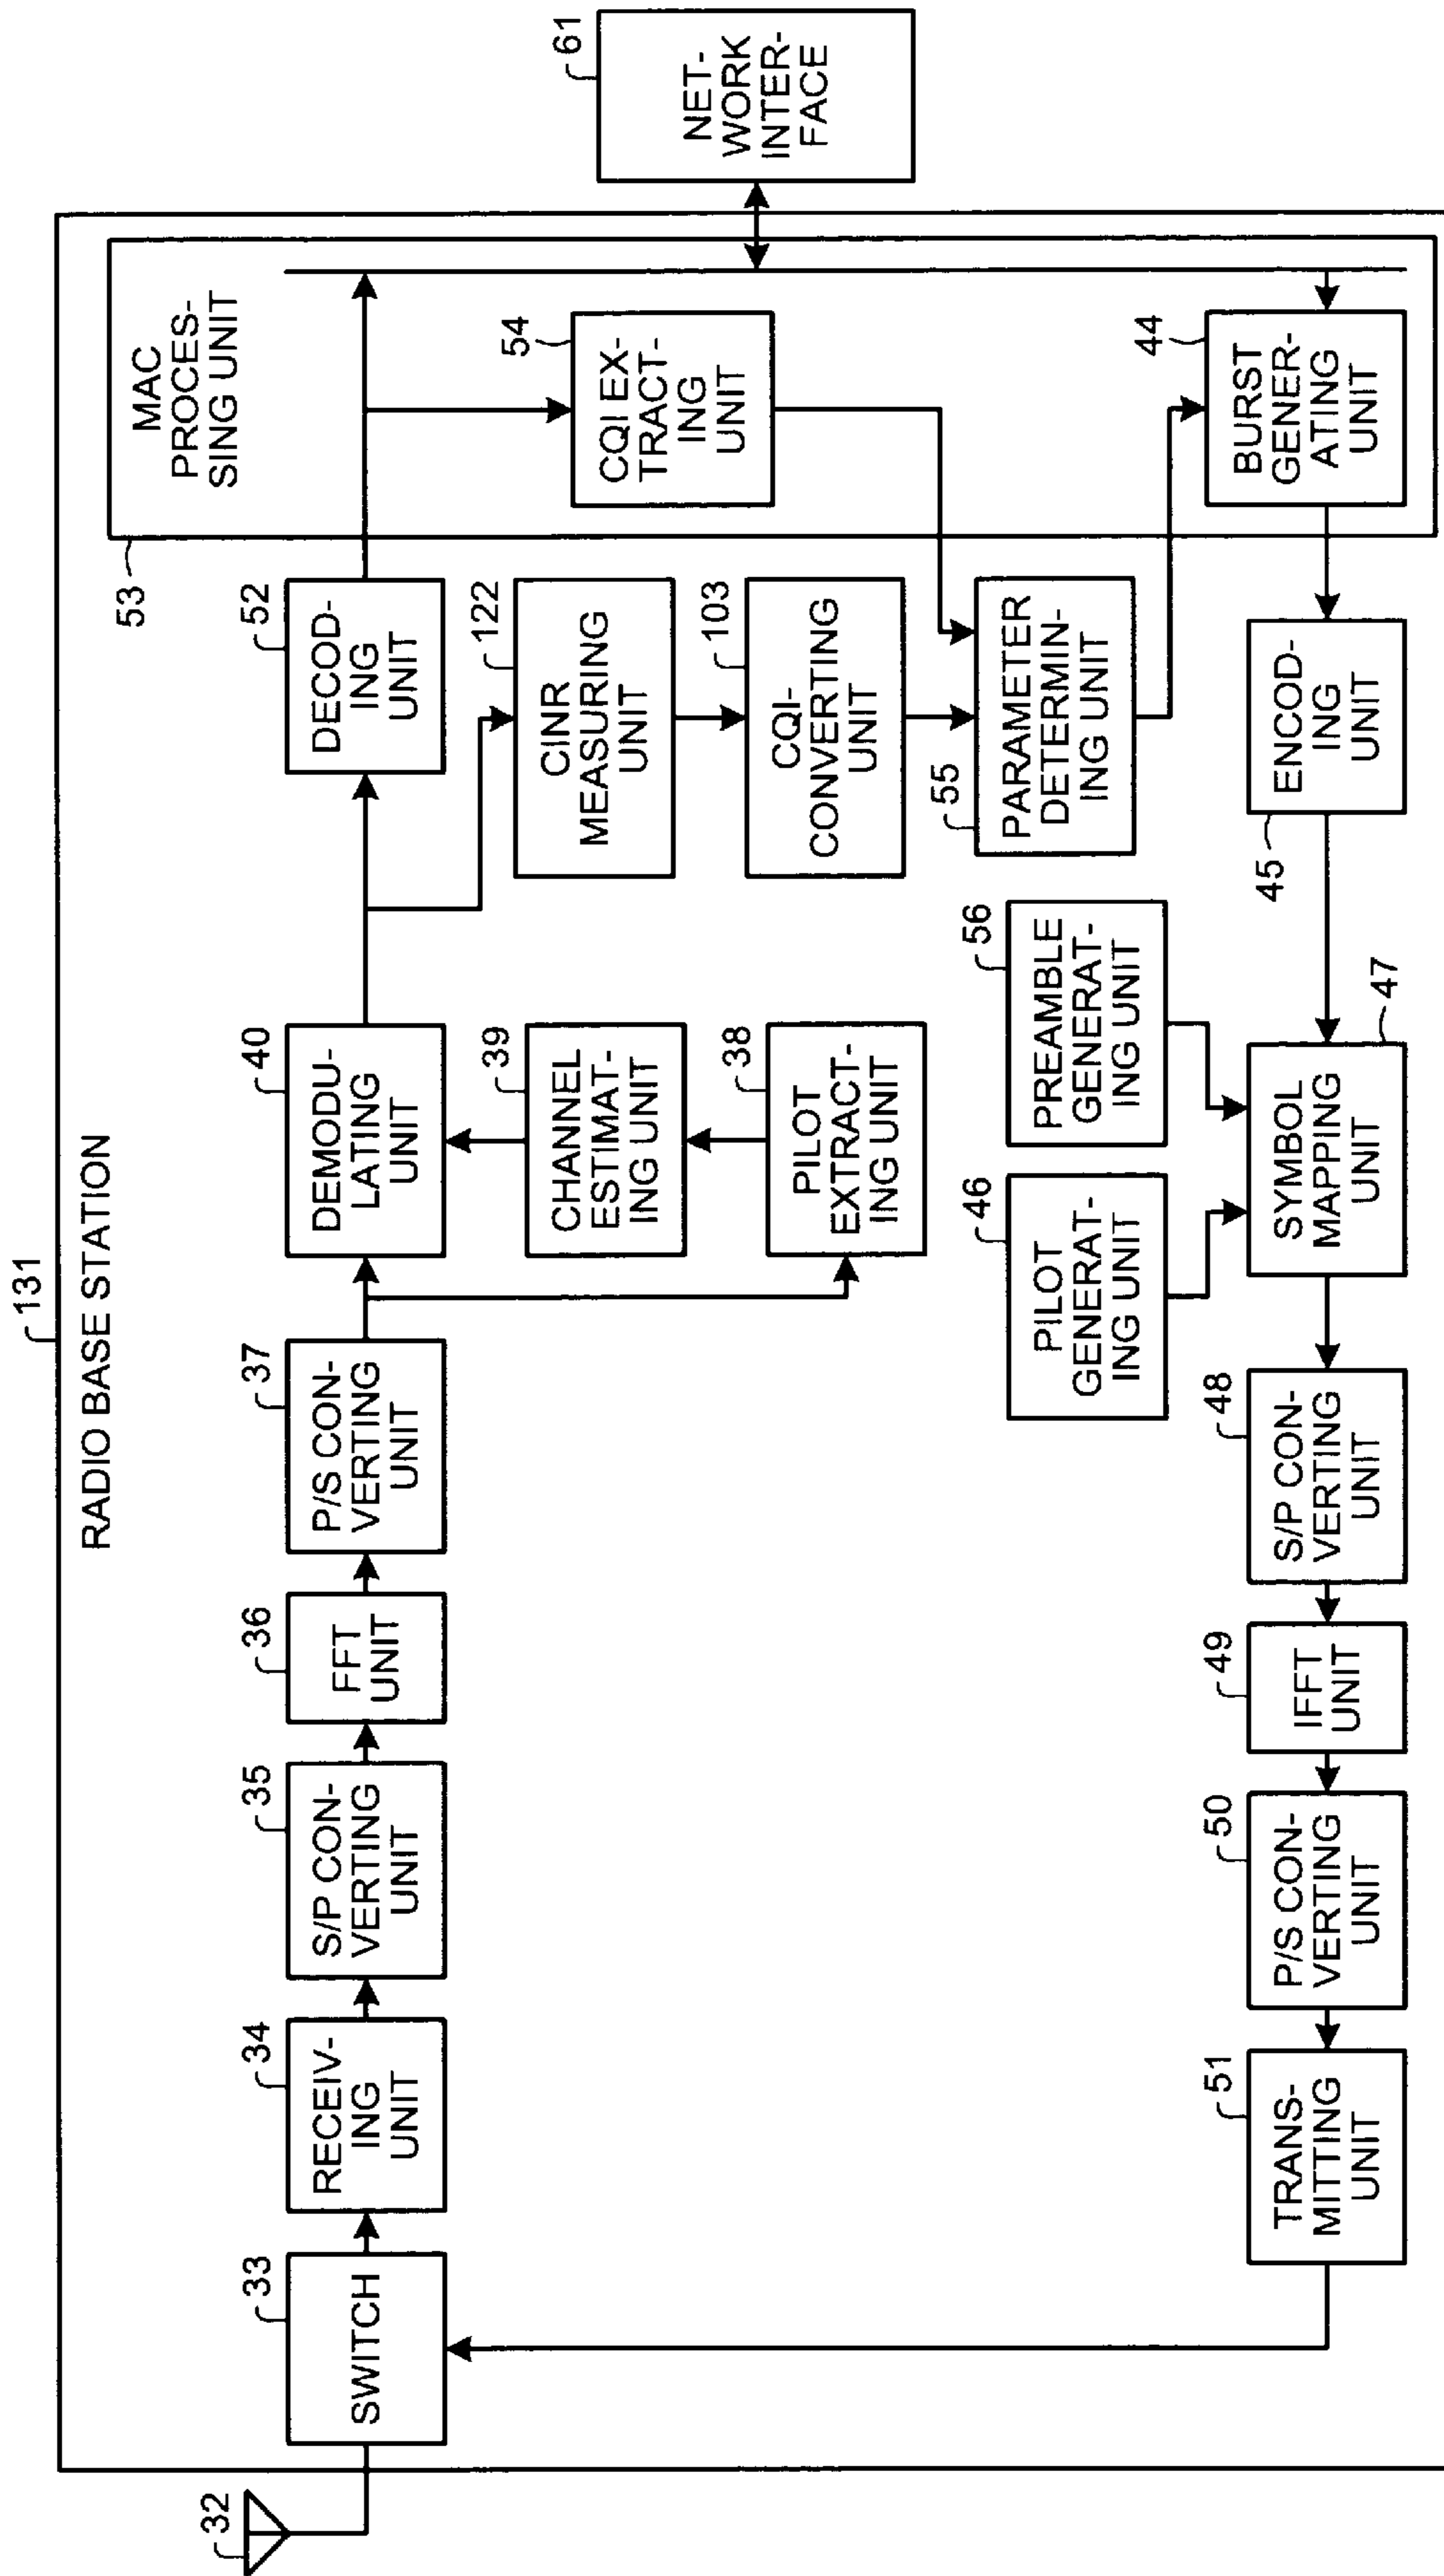 131
RADIO BASE STATION
32
33
SWITCH
34
RECEIV-
ING
UNIT
35
S/P CON-
VERTING
UNIT
36
FFT
UNIT
37
P/S CON-
VERTING
UNIT
40
DEMODU-
LATING
UNIT
39
CHANNEL
ESTIMAT-
ING UNIT
38
PILOT
EXTRACT-
ING UNIT
52
DECOD-
ING
UNIT
122
CINR
MEASURING
UNIT
103
CQI-
CONVERTING
UNIT
55
PARAMETER
DETERMIN-
ING UNIT
53
MAC
PROCES-
SING UNIT
54
CQI EX-
TRACT-
ING
UNIT
44
BURST
GENER-
ATING
UNIT
61
NET-
WORK
INTER-
FACE
45
ENCOD-
ING
UNIT
46
PILOT
GENERAT-
ING UNIT
56
PREAMBLE
GENERAT-
ING UNIT
47
SYMBOL
MAPPING
UNIT
48
S/P CON-
VERTING
UNIT
49
IFFT
UNIT
50
P/S CON-
VERTING
UNIT
51
TRANS-
MITTING
UNIT